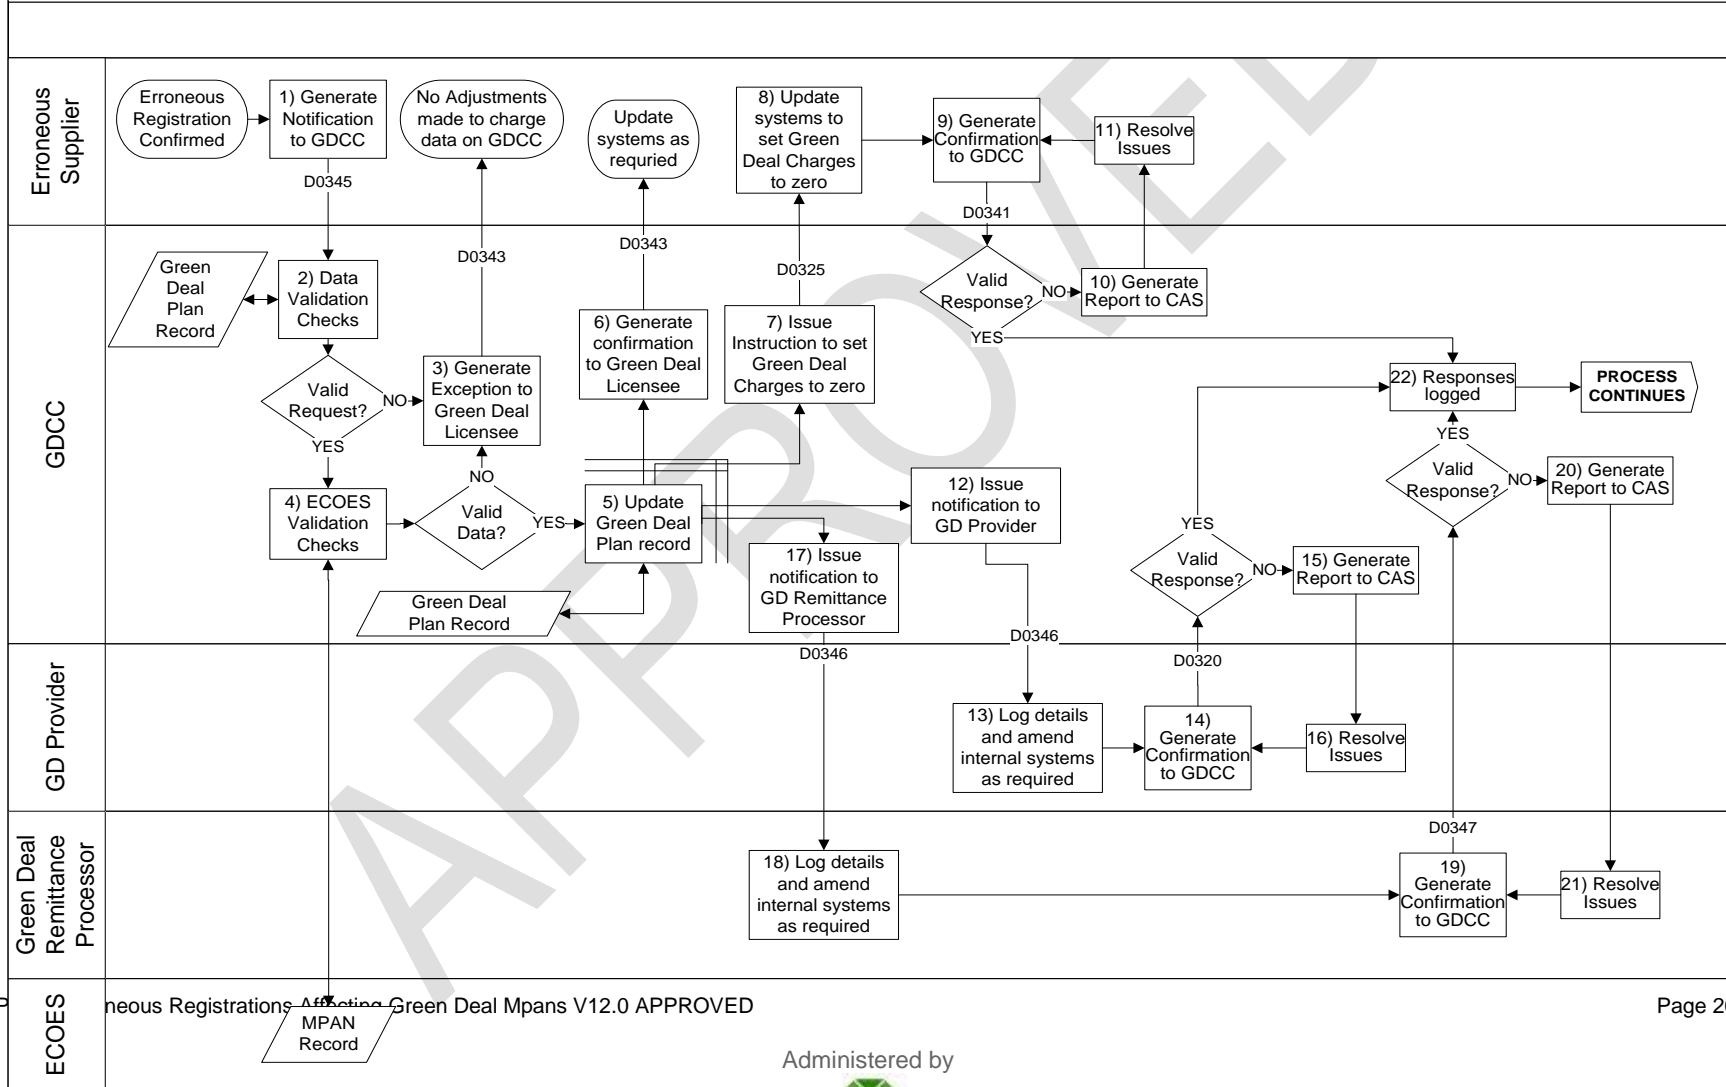 APPROVED
Erroneous
Supplier
Erroneous
Registration
Confirmed
1) Generate
Notification
to GDCC
D0345
No Adjustments
made to charge
data on GDCC
D0343
Update
systems as
requried
D0343
8) Update
systems to
set Green
Deal Charges
to zero
D0325
9) Generate
Confirmation
to GDCC
D0341
11) Resolve
Issues
GDCC
Green
Deal
Plan
Record
2) Data
Validation
Checks
Valid
Request?
NO
YES
3) Generate
Exception to
Green Deal
Licensee
4) ECOES
Validation
Checks
Valid
Data?
NO
YES
5) Update
Green Deal
Plan record
Green Deal
Plan Record
6) Generate
confirmation
to Green Deal
Licensee
7) Issue
Instruction to set
Green Deal
Charges to zero
Valid
Response?
NO
YES
10) Generate
Report to CAS
12) Issue
notification to
GD Provider
17) Issue
notification to
GD Remittance
Processor
D0346
D0346
Valid
Response?
YES
NO
15) Generate
Report to CAS
D0320
22) Responses
logged
PROCESS
CONTINUES
YES
Valid
Response?
NO
20) Generate
Report to CAS
GD Provider
13) Log details
and amend
internal systems
as required
14)
Generate
Confirmation
to GDCC
16) Resolve
Issues
Green Deal
Remittance
Processor
18) Log details
and amend
internal systems
as required
D0347
19)
Generate
Confirmation
to GDCC
21) Resolve
Issues
ECOES
MPAN
Record
neous Registrations Affecting Green Deal Mpans V12.0 APPROVED
Page 2
Administered by